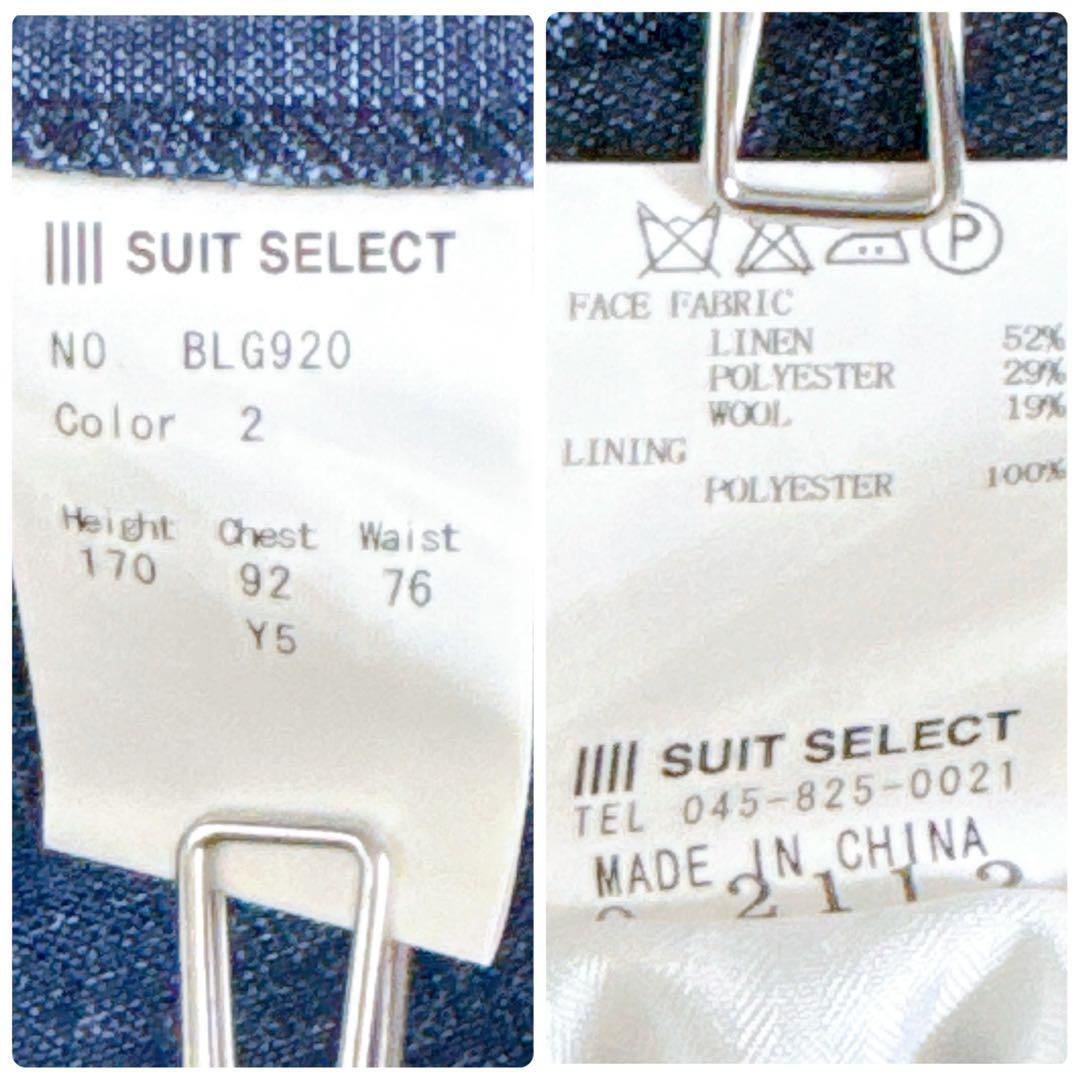 SUIT SELECT
NO BLG920
Color 2
Height Chest Waist
170 92 76
Y5
P
FACE FABRIC
LINEN 52%
POLYESTER 29%
WOOL 19%
LINING
POLYESTER 100%
SUIT SELECT
TEL 045-825-0021
MADE IN CHINA